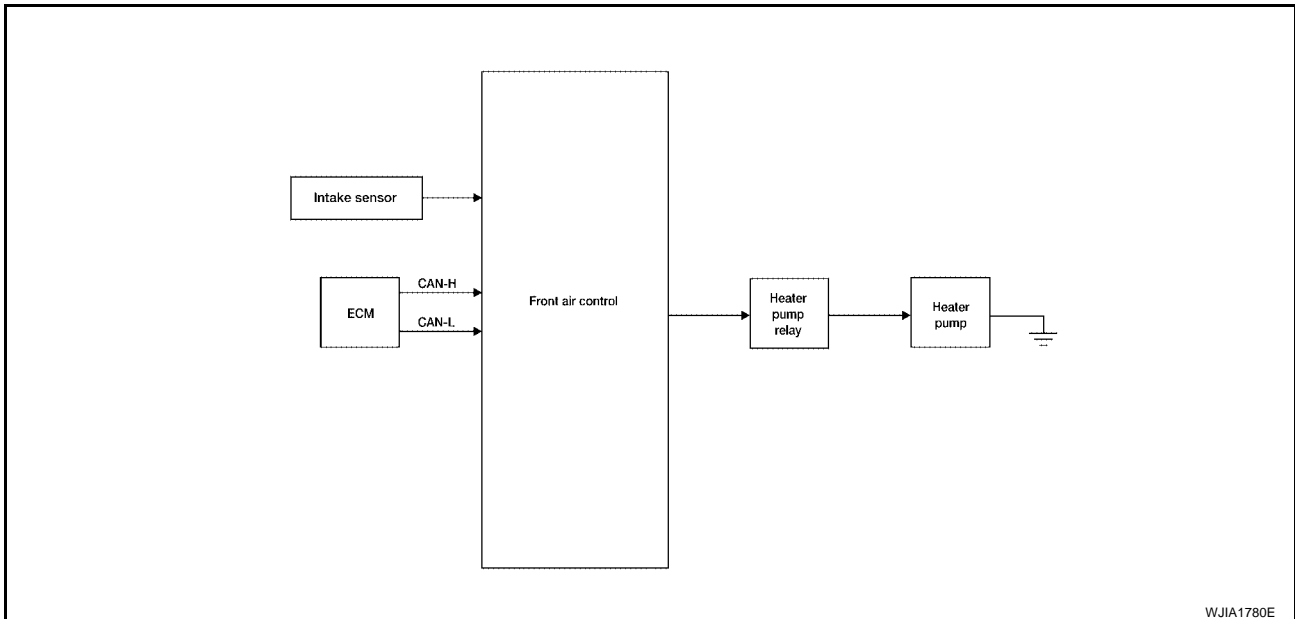 Intake sensor
ECM
CAN-H
CAN-L
Front air control
Heater
pump
relay
Heater
pump
WJIA1780E